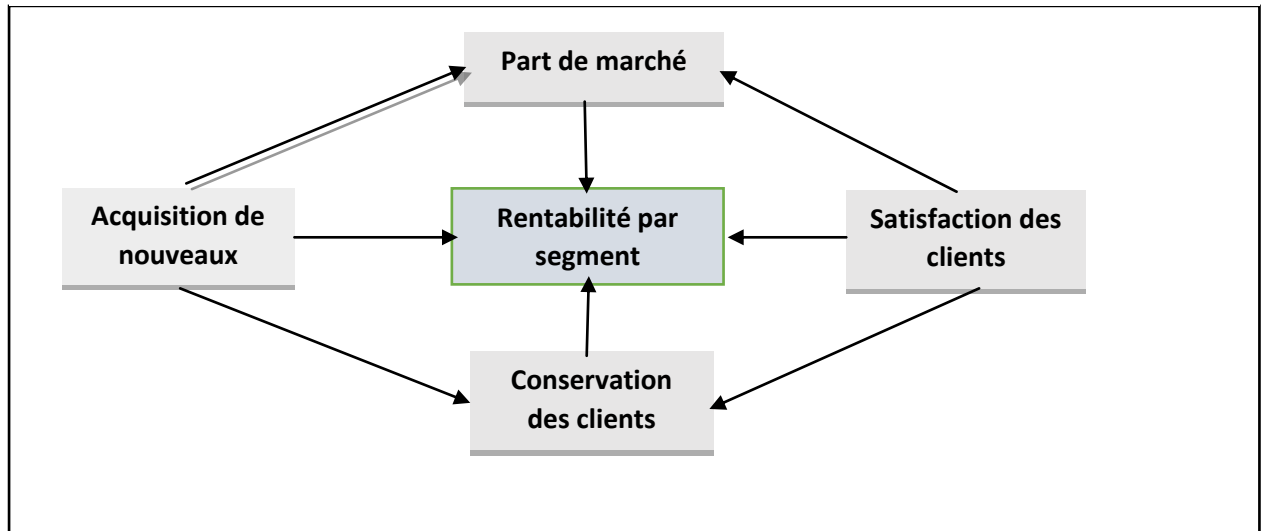 Part de marché
Acquisition de
nouveaux
Rentabilité par
segment
Satisfaction des
clients
Conservation
des clients